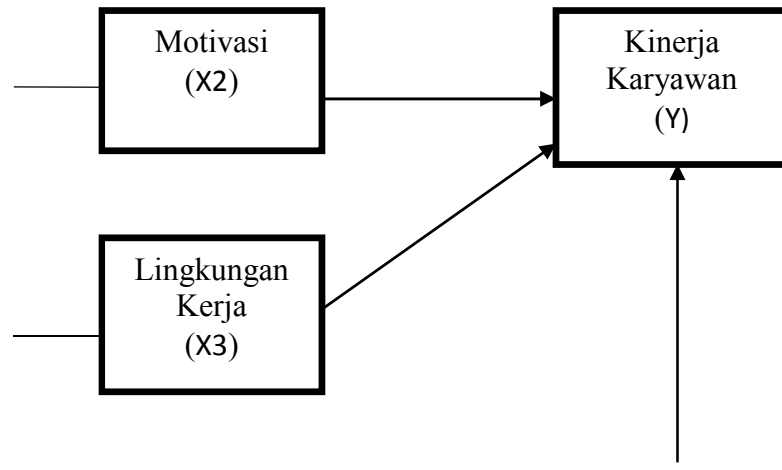 Motivasi
(X2)
Kinerja
Karyawan
(Y)
Lingkungan
Kerja
(X3)